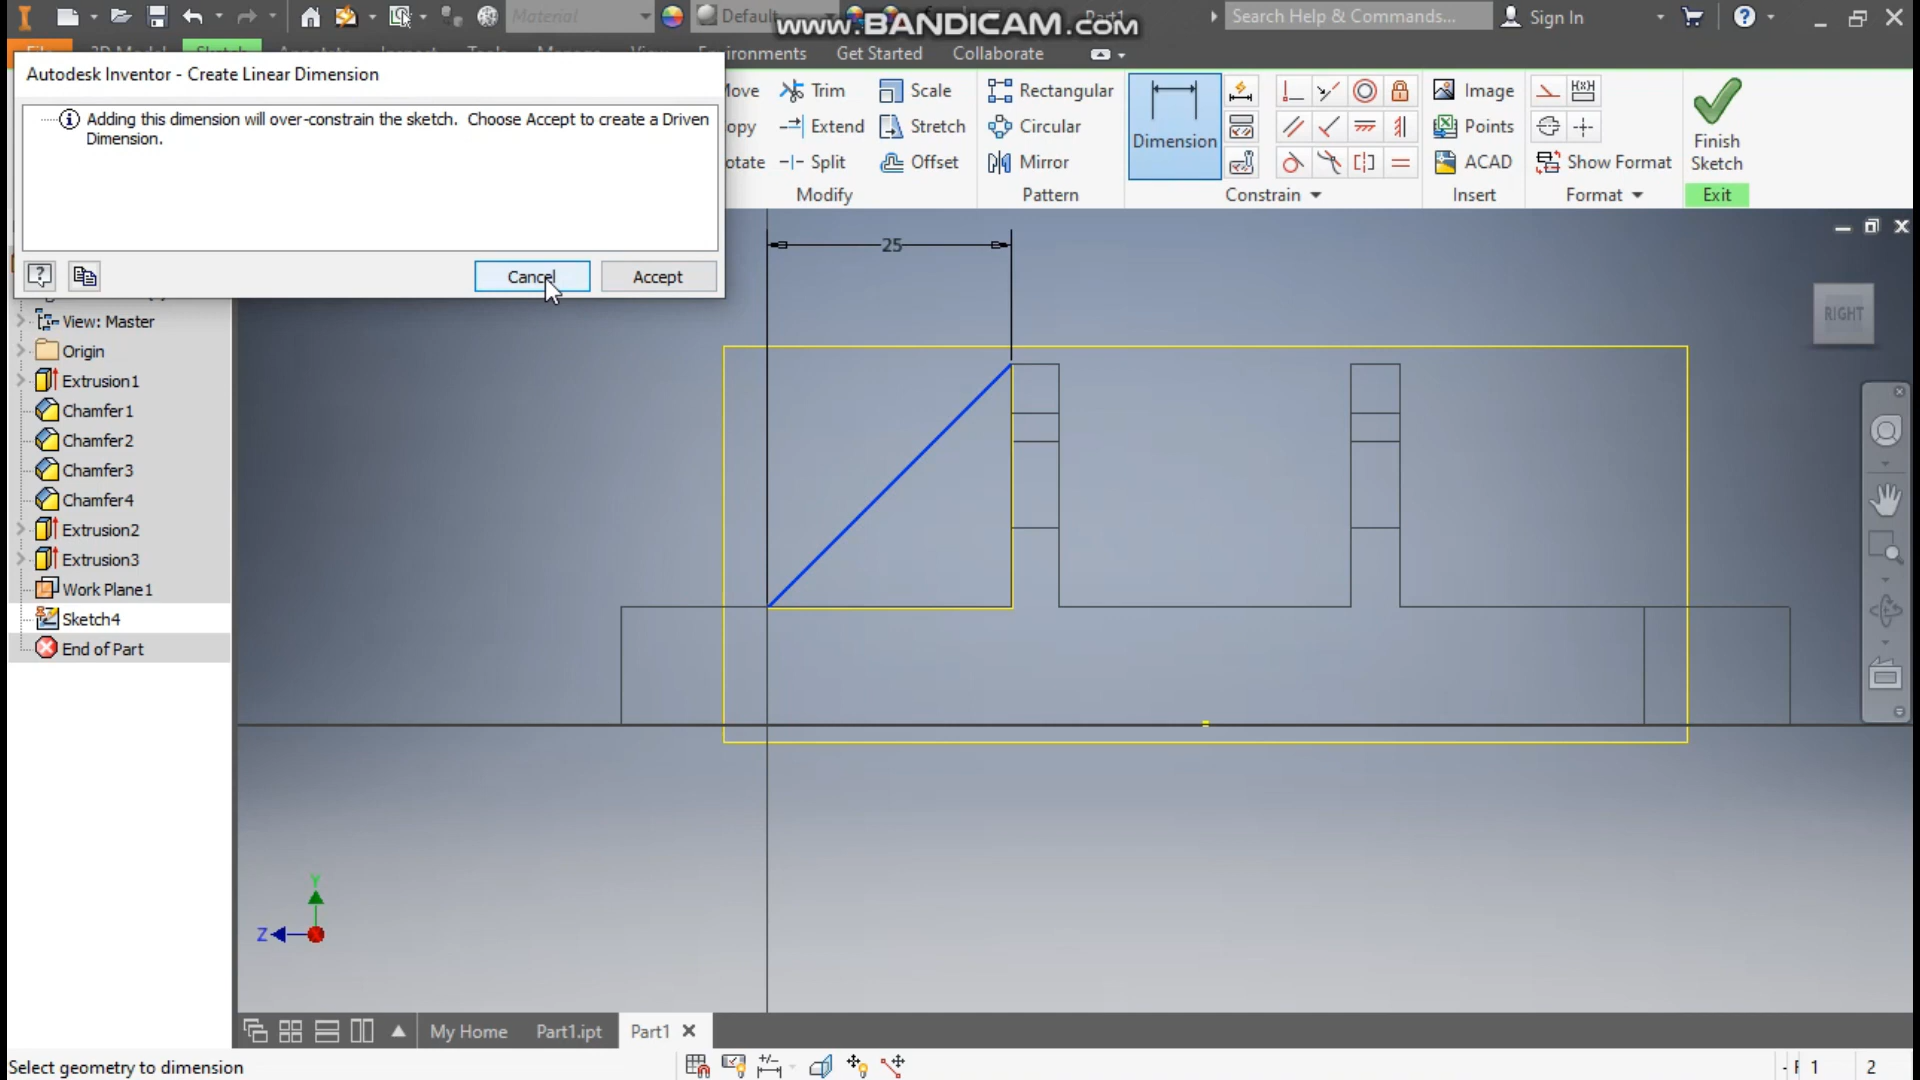 Material
Default
www.BANDICAM.com
Part1
Search Help & Commands...
Sign In
Get Started
Collaborate
Autodesk Inventor - Create Linear Dimension
Adding this dimension will over-constrain the sketch. Choose Accept to create a Driven
Dimension.
Cancel
Accept
Trim
Scale
Rectangular
Extend
Stretch
Circular
Split
Offset
Mirror
Modify
Pattern
Dimension
Constrain
Image
Points
ACAD
Insert
Show Format
Format
Finish
Sketch
Exit
25
RIGHT
View: Master
Origin
Extrusion1
Chamfer1
Chamfer2
Chamfer3
Chamfer4
Extrusion2
Extrusion3
Work Plane1
Sketch4
End of Part
Y
Z
My Home
Part1.ipt
Part1
Select geometry to dimension
1
2